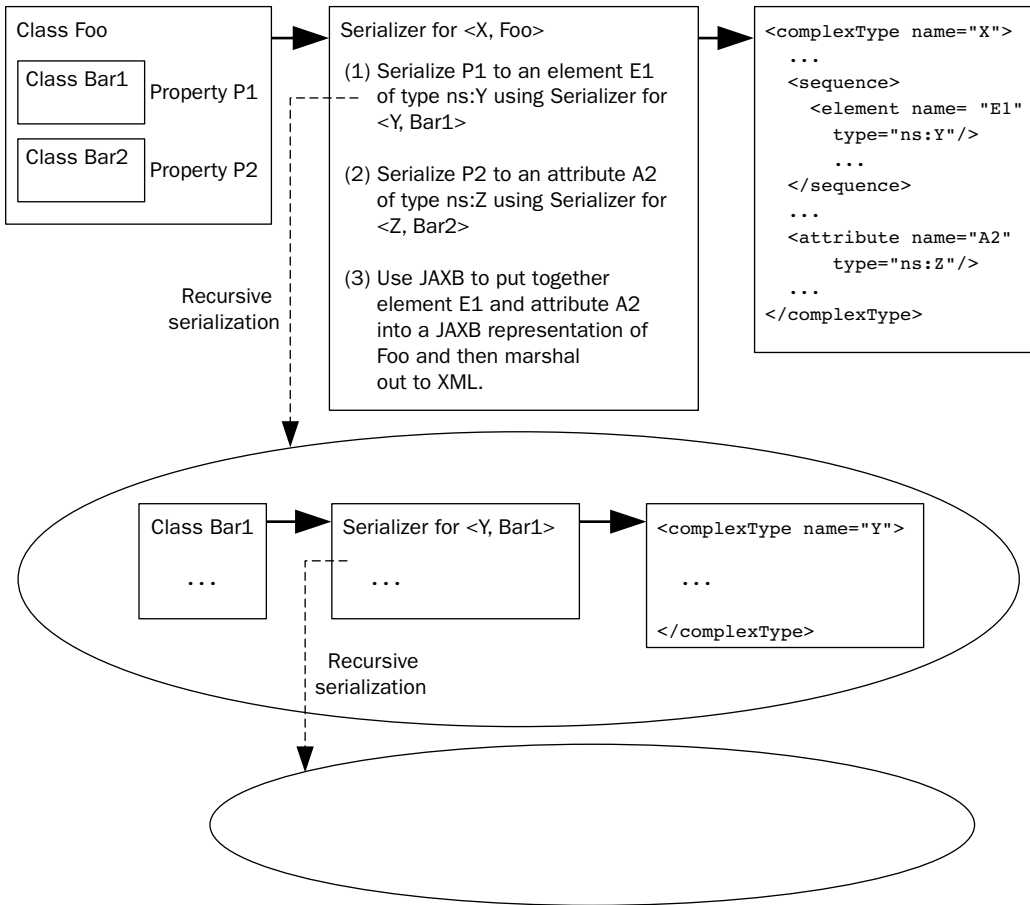 Class Foo
Class Bar1
Property P1
Class Bar2
Property P2
Serializer for <X, Foo>
(1) Serialize P1 to an element E1
of type ns:Y using Serializer for
<Y, Bar1>
(2) Serialize P2 to an attribute A2
of type ns:Z using Serializer for
<Z, Bar2>
(3) Use JAXB to put together
element E1 and attribute A2
into a JAXB representation of
Foo and then marshal
out to XML.
<complexType name="X">
...
<sequence>
<element name= "E1"
type="ns:Y"/>
...
</sequence>
...
<attribute name="A2"
type="ns:Z"/>
...
</complexType>
Recursive
serialization
Class Bar1
...
Serializer for <Y, Bar1>
...
<complexType name="Y">
...
</complexType>
Recursive
serialization